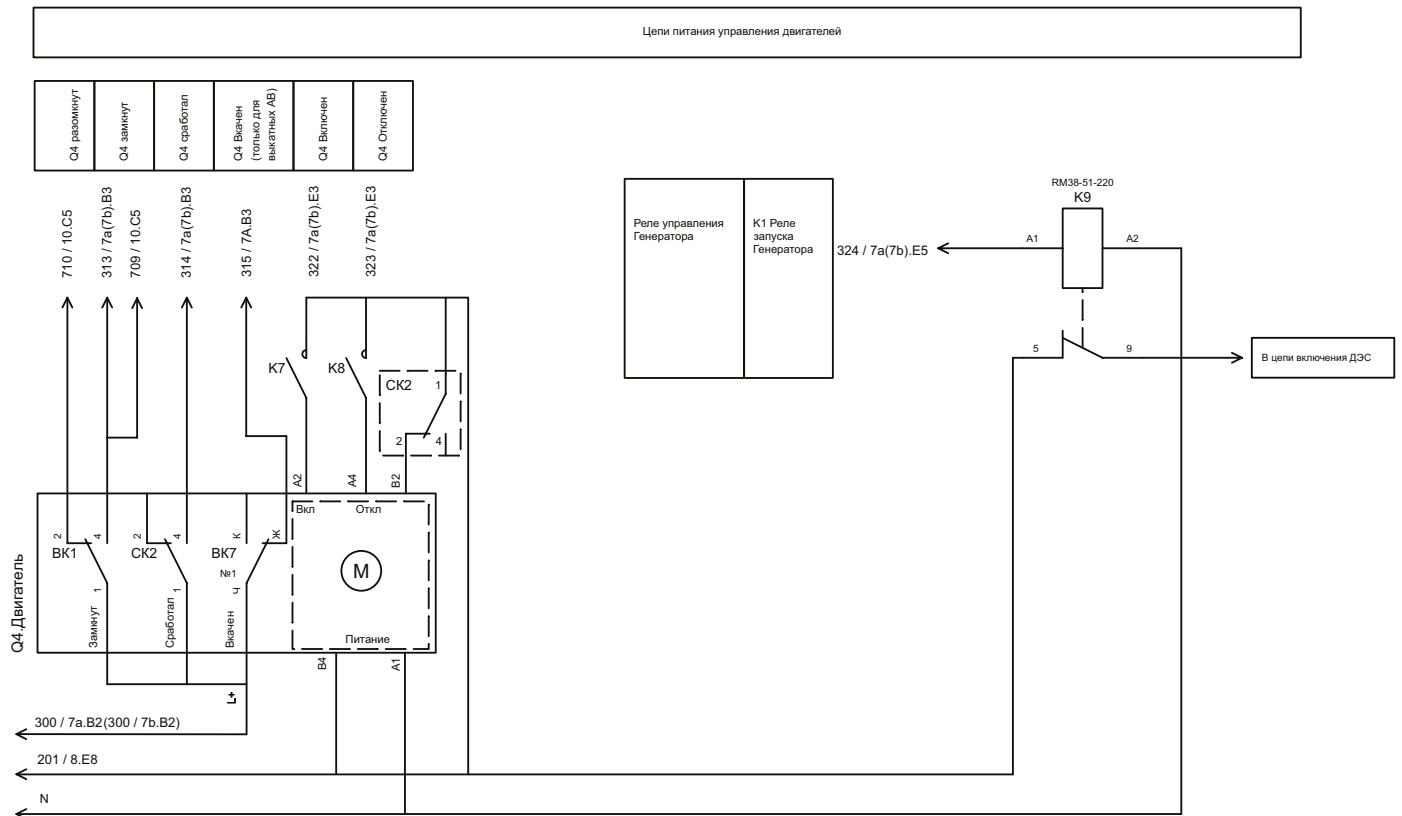 Цепи питания управления двигателей
Q4 разомкнут
Q4 замкнут
Q4 сработал
Q4 Вкачен
(только для
выкатных АВ)
Q4 Включен
Q4 Отключен
710 / 10.C5
313 / 7a(7b).B3
709 / 10.C5
314 / 7a(7b).B3
315 / 7A.B3
322 / 7a(7b).E3
323 / 7a(7b).E3
Реле управления
Генератора
K1 Реле
запуска
Генератора
324 / 7a(7b).E5
RM38-51-220
K9
A1
A2
5
9
В цепи включения ДЭС
K7
K8
СК2
1
2
4
A2
A4
B2
Вкл
Откл
2
4
2
4
К
Ж
ВК1
СК2
ВК7
№1
M
1
1
Ч
Замкнут
Сработал
Вкачен
Питание
Q4.Двигатель
B4
A1
L+
300 / 7a.B2(300 / 7b.B2)
201 / 8.E8
N